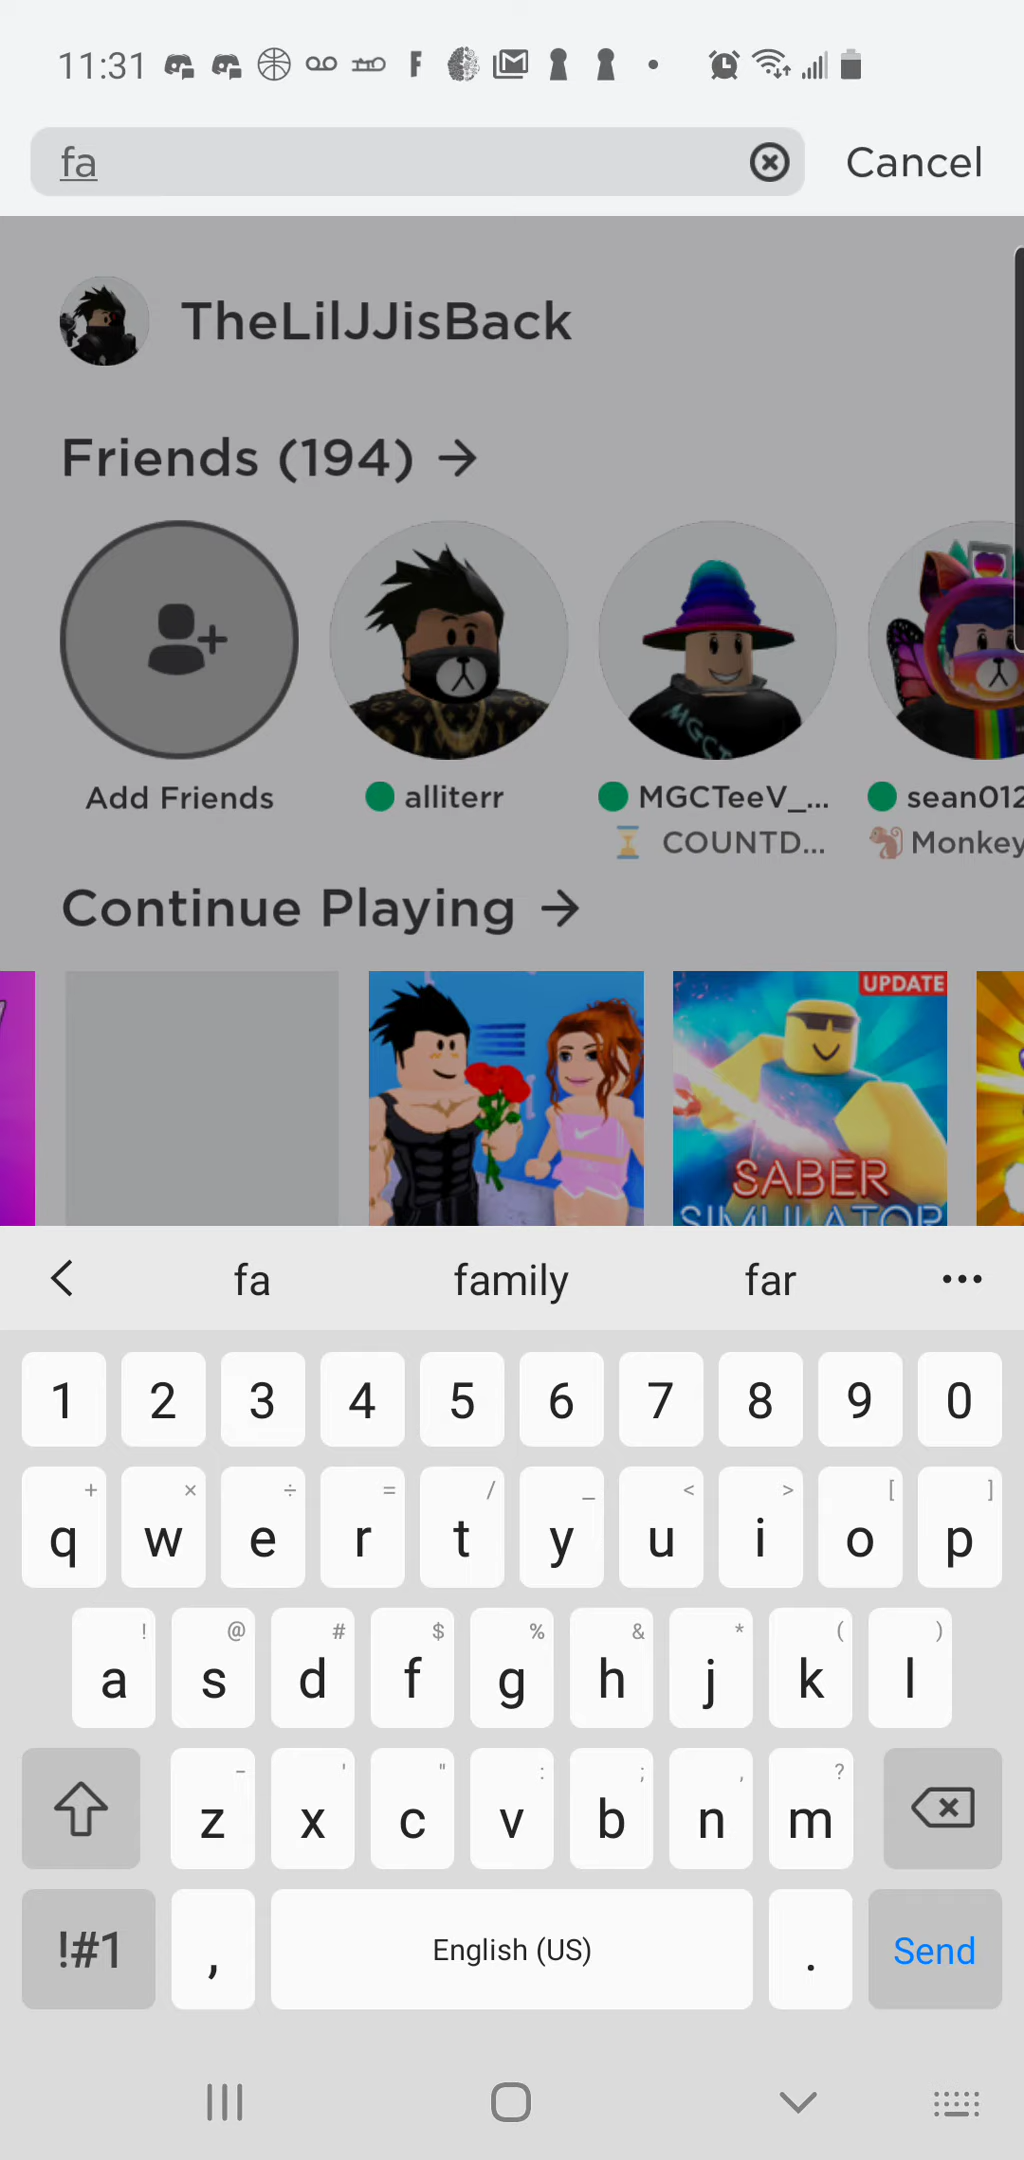 11:31
fa
Cancel
TheLilJJisBack
Friends (194) →
Add Friends
alliterr
MGCTeeV_...
sean012
COUNTD...
Monkey
Continue Playing →
UPDATE
SABER
SIMULATOR
fa family far
1 2 3 4 5 6 7 8 9 0
+ × ÷ = / _ < > [ ]
q w e r t y u i o p
! @ # $ % & * ( )
a s d f g h j k l
- ' " : ; , ?
z x c v b n m
!#1 , English (US) . Send